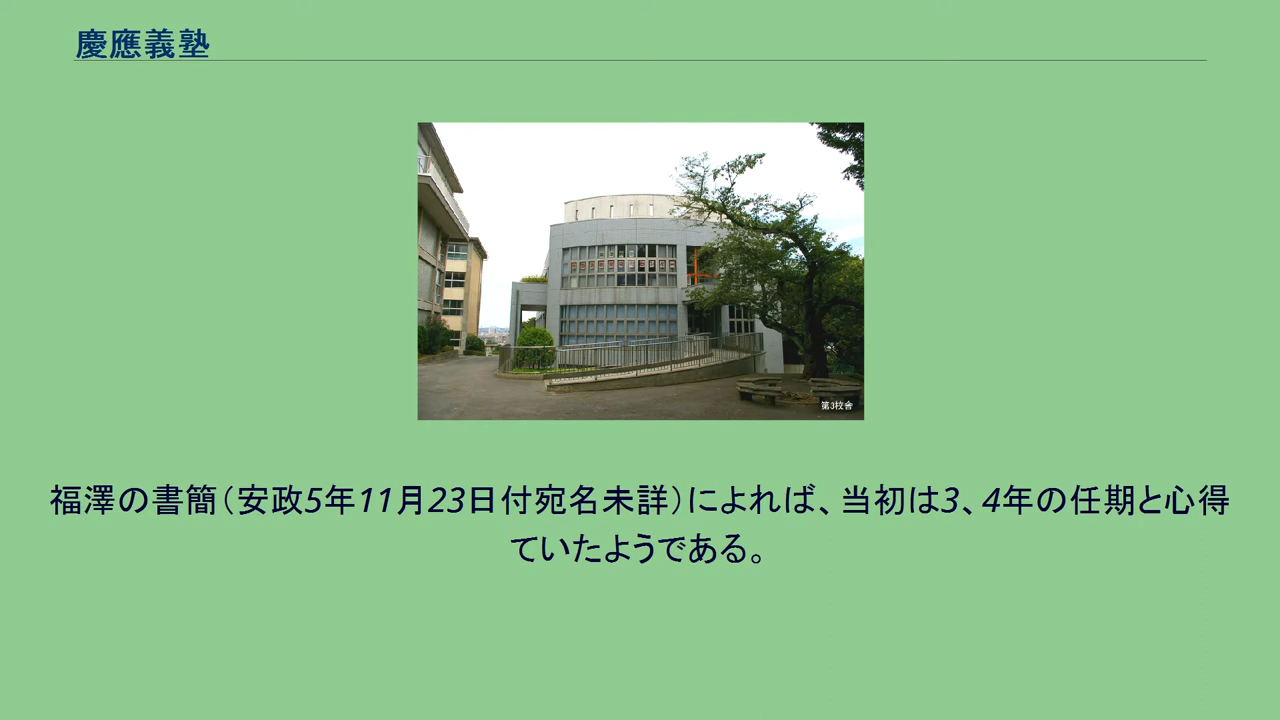 慶應義塾
第3校舎
福澤の書簡（安政5年11月23日付宛名未詳）によれば、当初は3、4年の任期と心得
ていたようである。